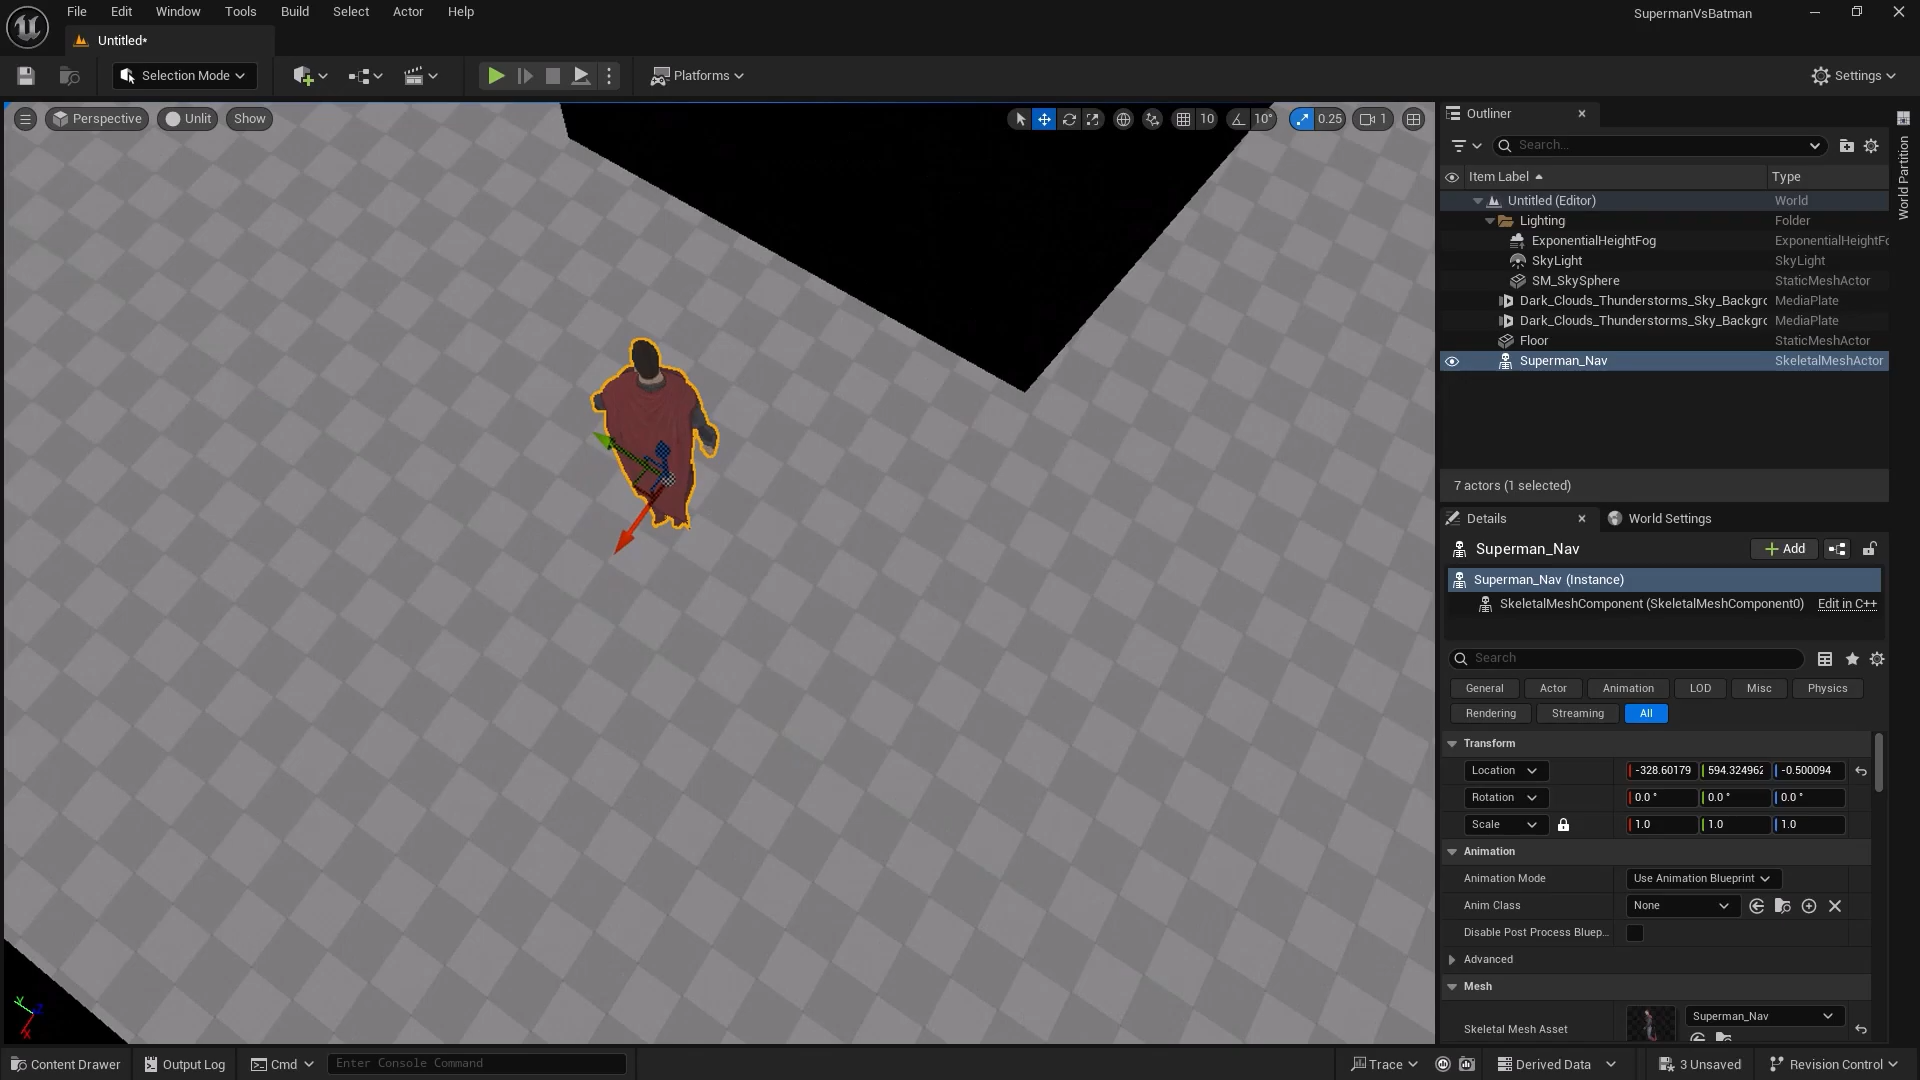 File Edit Window Tools Build Select Actor Help
SupermanVsBatman
Untitled*
Selection Mode
Platforms
Settings
Perspective Unlit Show
10 10° 0.25 1
Outliner
Search...
Item Label Type
Untitled (Editor) World
Lighting Folder
ExponentialHeightFog ExponentialHeightFo
SkyLight SkyLight
SM_SkySphere StaticMeshActor
Dark_Clouds_Thunderstorms_Sky_Backgro MediaPlate
Dark_Clouds_Thunderstorms_Sky_Backgro MediaPlate
Floor StaticMeshActor
Superman_Nav SkeletalMeshActor
World Partition
7 actors (1 selected)
Details World Settings
Superman_Nav Add
Superman_Nav (Instance)
SkeletalMeshComponent (SkeletalMeshComponent0) Edit in C++
Search
General Actor Animation LOD Misc Physics
Rendering Streaming All
Transform
Location -328.60179 594.324962 -0.500094
Rotation 0.0 ° 0.0 ° 0.0 °
Scale 1.0 1.0 1.0
Animation
Animation Mode Use Animation Blueprint
Anim Class None
Disable Post Process Bluep...
Advanced
Mesh
Skeletal Mesh Asset Superman_Nav
Y Z X
Content Drawer Output Log Cmd Enter Console Command Trace Derived Data 3 Unsaved Revision Control